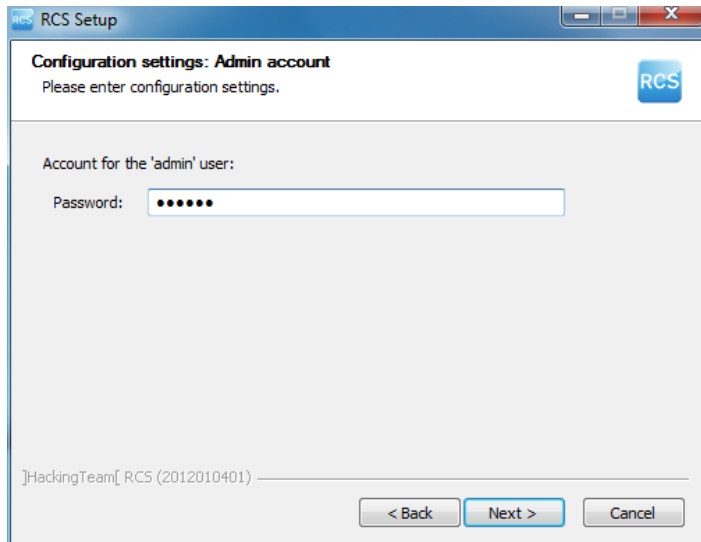 RCS RCS Setup
Configuration settings: Admin account
Please enter configuration settings.
RCS
Account for the 'admin' user:
Password: ••••••
]HackingTeam[ RCS (2012010401)
< Back Next > Cancel